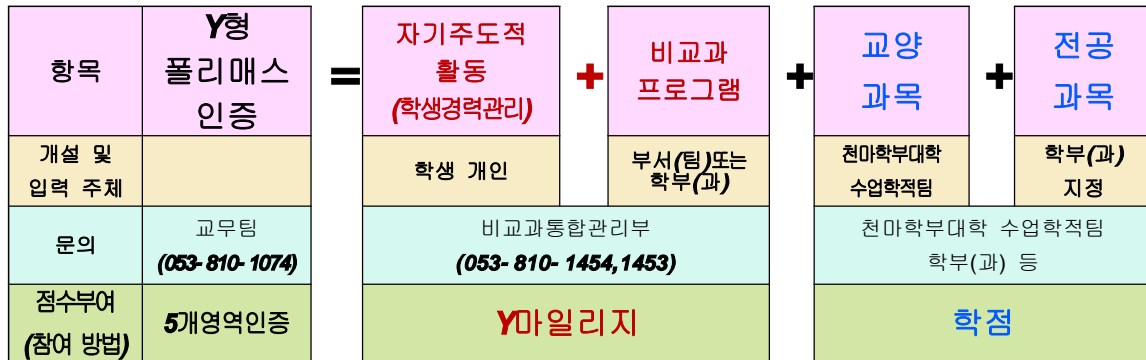 항목
Y형
폴리매스
인증
=
자기주도적
활동
(학생경력관리)
+
비교과
프로그램
+
교양
과목
+
전공
과목
개설 및
입력 주체
학생 개인
부서(팀)또는
학부(과)
천마학부대학
수업학적팀
학부(과)
지정
문의
교무팀
(053-810-1074)
비교과통합관리부
(053-810-1454,1453)
천마학부대학 수업학적팀
학부(과) 등
점수부여
(참여 방법)
5개영역인증
Y마일리지
학점